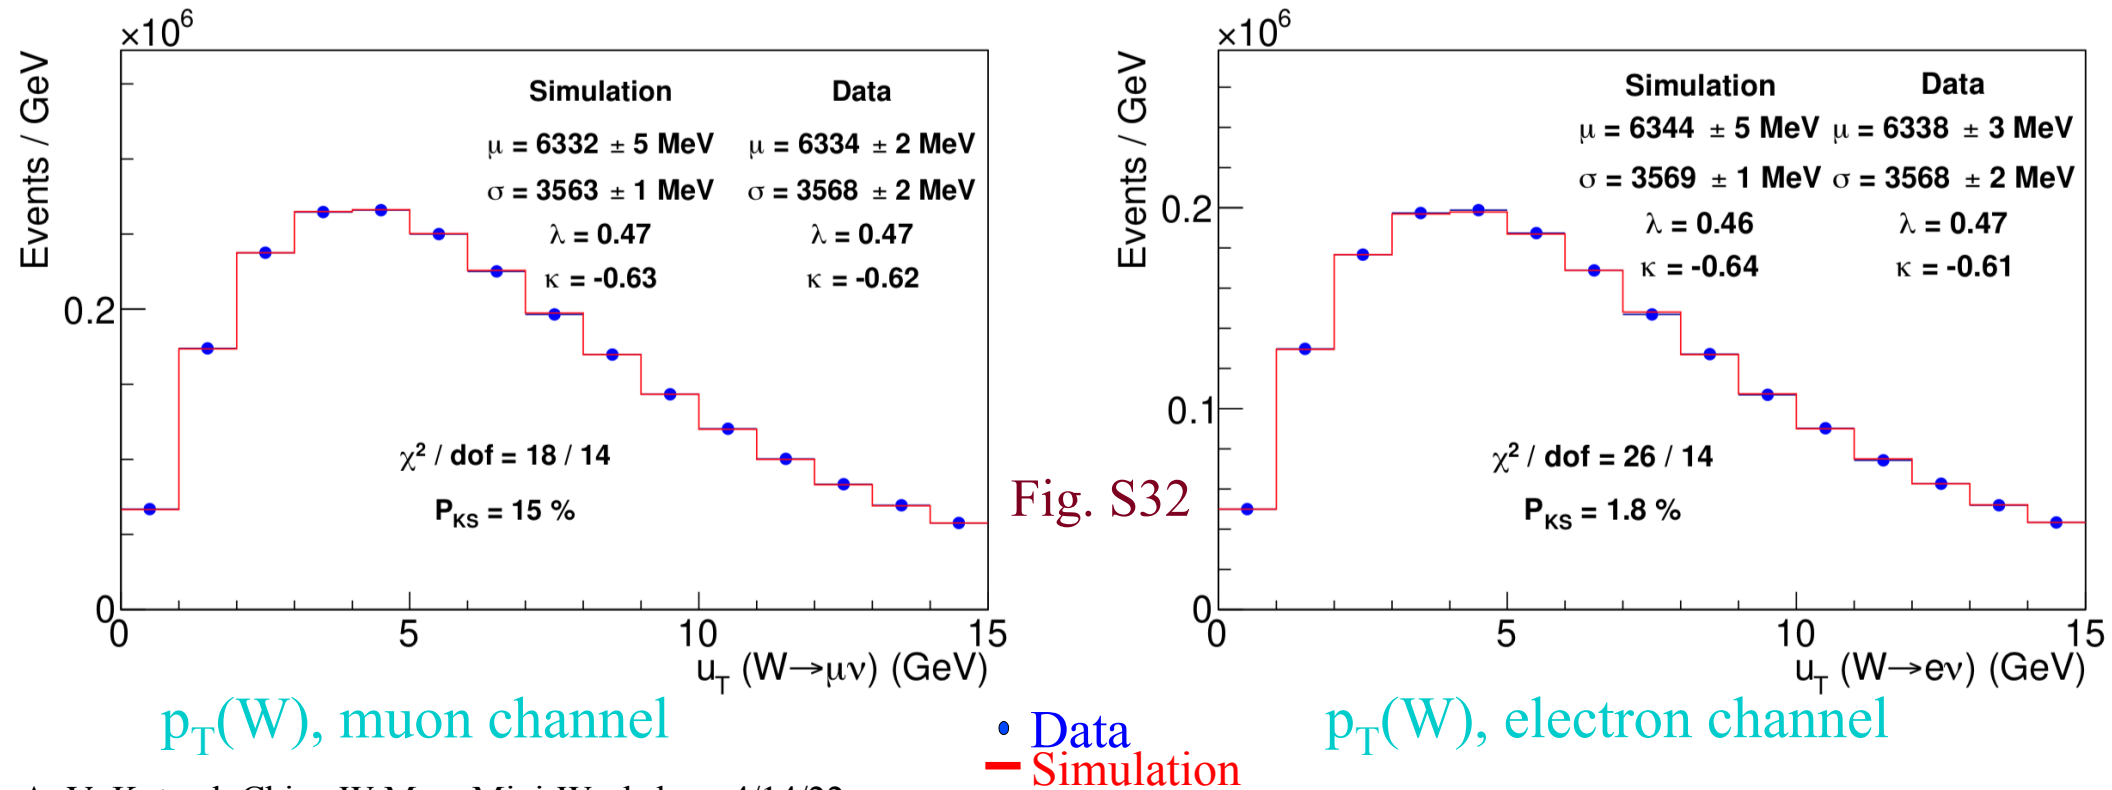 ×10⁶
Events / GeV
Simulation Data
μ = 6332 ± 5 MeV μ = 6334 ± 2 MeV
σ = 3563 ± 1 MeV σ = 3568 ± 2 MeV
λ = 0.47 λ = 0.47
κ = -0.63 κ = -0.62
0.2
χ² / dof = 18 / 14
P_KS = 15 %
0
0 5 10 15
u_T (W→μν) (GeV)
p_T(W), muon channel
Fig. S32
×10⁶
Events / GeV
Simulation Data
μ = 6344 ± 5 MeV μ = 6338 ± 3 MeV
σ = 3569 ± 1 MeV σ = 3568 ± 2 MeV
λ = 0.46 λ = 0.47
κ = -0.64 κ = -0.61
0.2
0.1
χ² / dof = 26 / 14
P_KS = 1.8 %
0
0 5 10 15
u_T (W→eν) (GeV)
p_T(W), electron channel
Data
Simulation